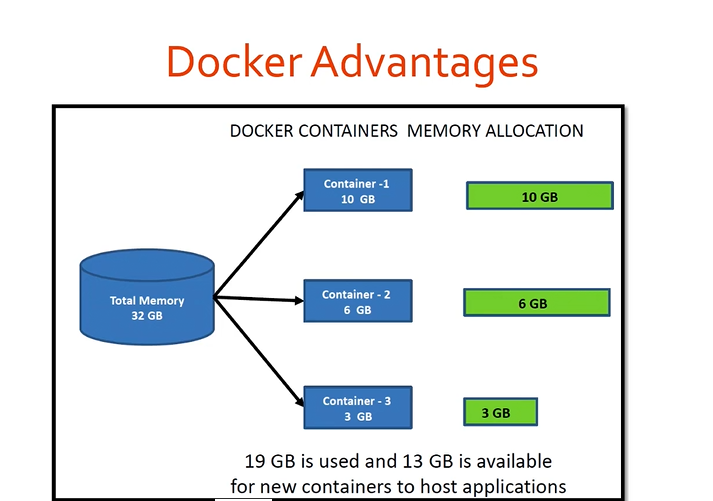 Docker Advantages
DOCKER CONTAINERS MEMORY ALLOCATION
Container -1
10 GB
10 GB
Total Memory
32 GB
Container - 2
6 GB
6 GB
Container - 3
3 GB
3 GB
19 GB is used and 13 GB is available
for new containers to host applications